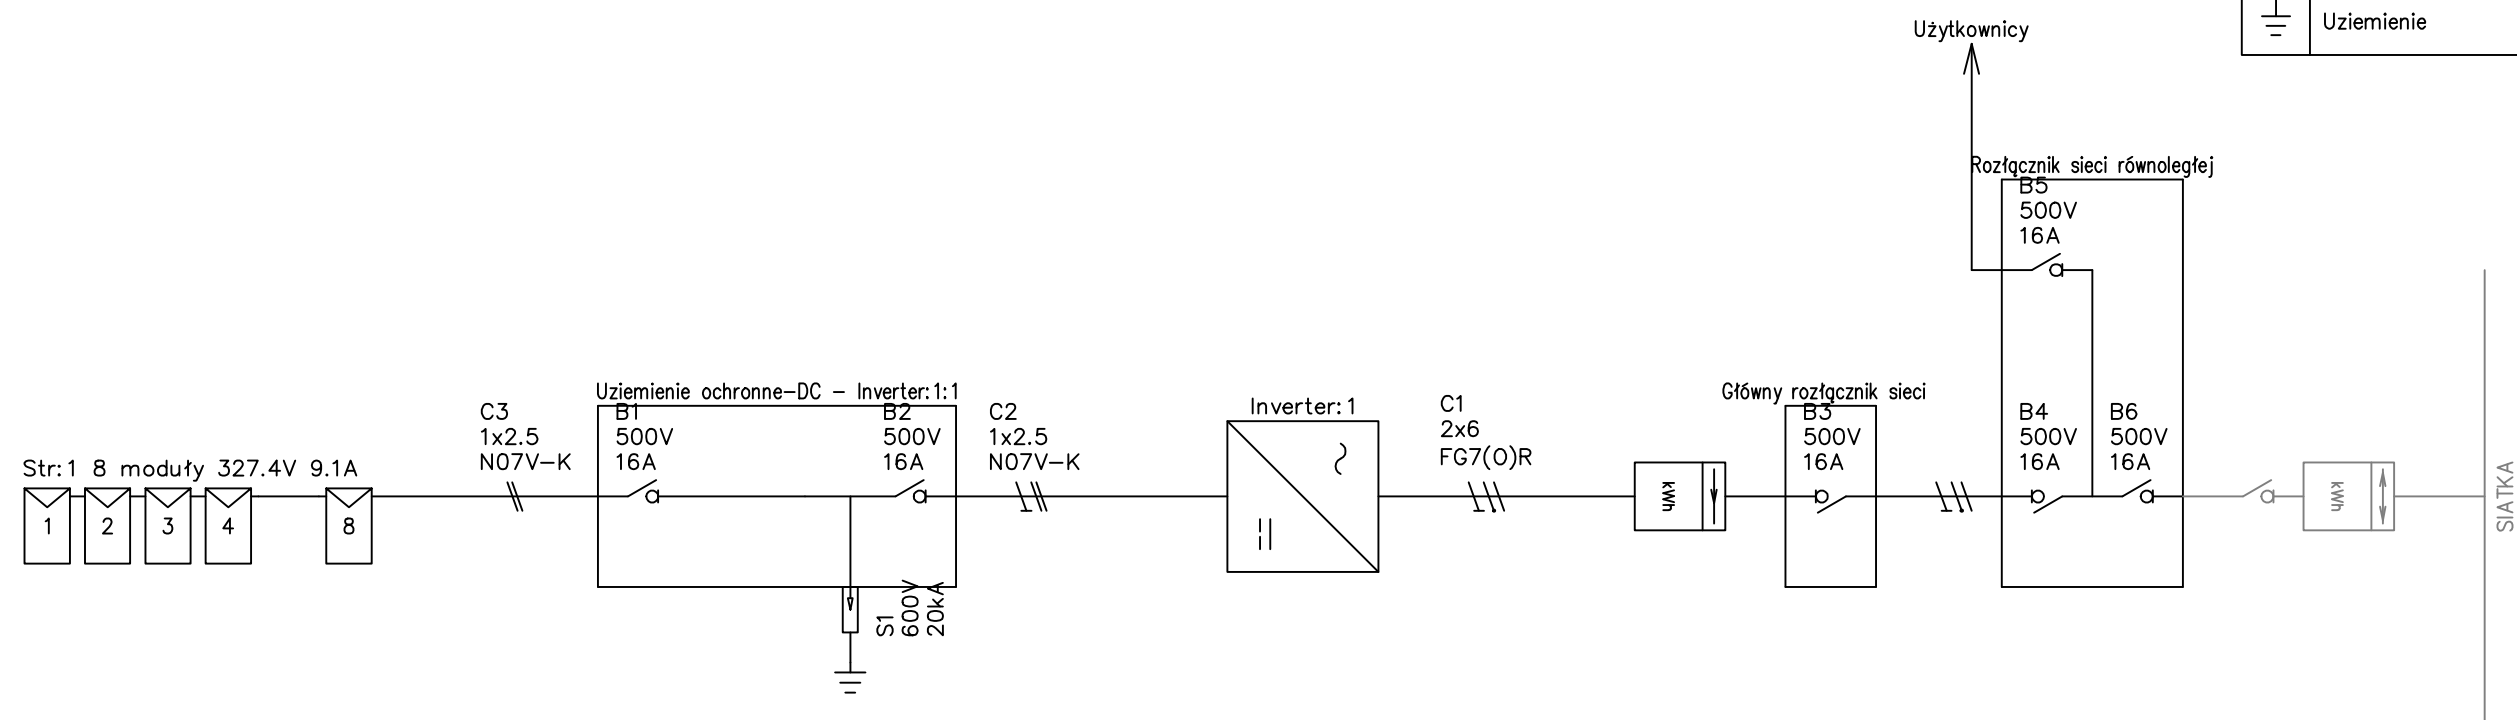 Uziemienie
Użytkownicy
Rozłącznik sieci równoległej
B5
500V
16A
Uziemienie ochronne-DC - Inverter:1:1
Główny rozłącznik sieci
C3
1x2.5
N07V-K
B1
500V
16A
B2
500V
16A
C2
1x2.5
N07V-K
Inverter:1
C1
2x6
FG7(O)R
B3
500V
16A
B4
500V
16A
B6
500V
16A
Str:1 8 moduły 327.4V 9.1A
1
2
3
4
8
kWh
kWh
SIATKA
S1
600V
20kA